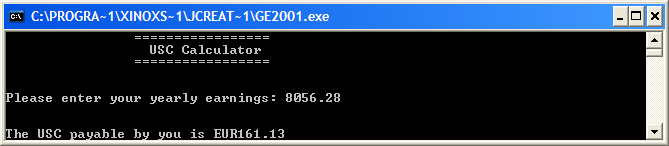 C:\PROGRA~1\XINOXS~1\JCREAT~1\GE2001.exe
=================
USC Calculator
=================
Please enter your yearly earnings: 8056.28
The USC payable by you is EUR161.13